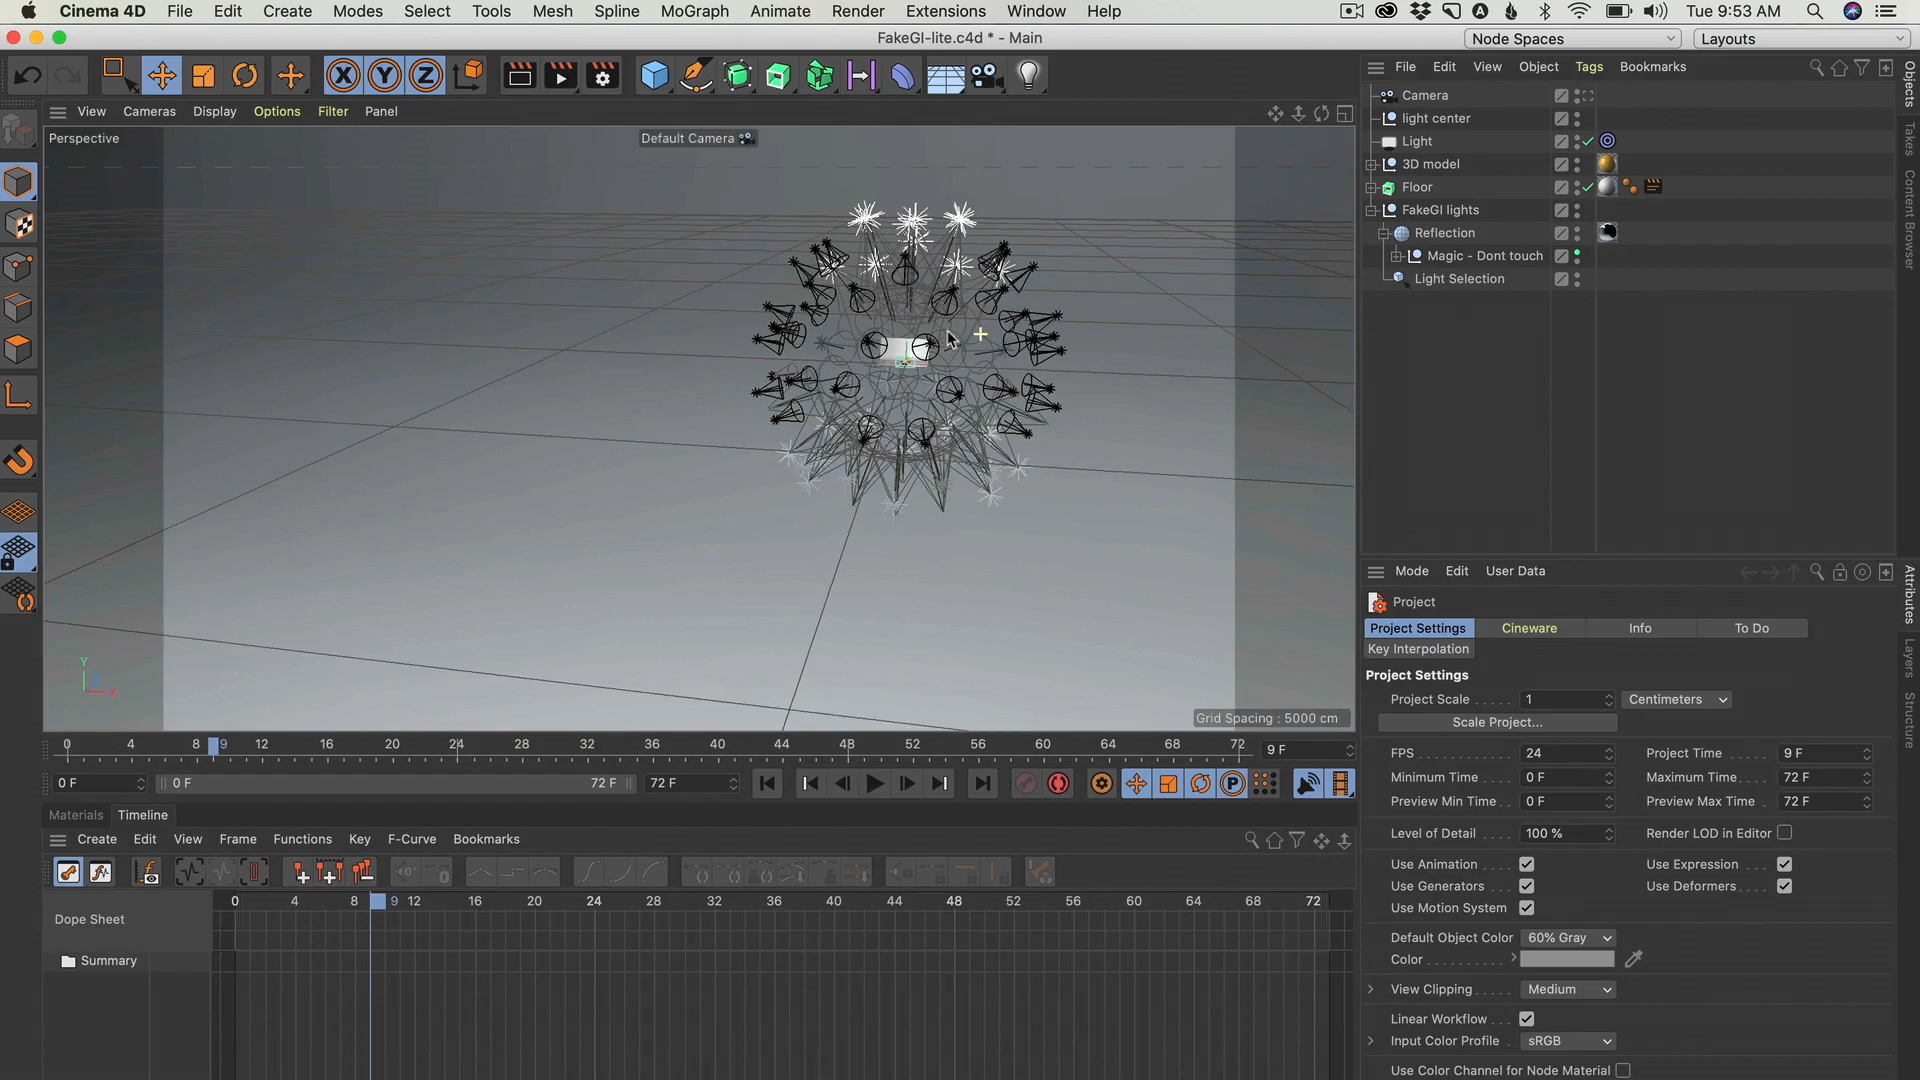 Cinema 4D File Edit Create Modes Select Tools Mesh Spline MoGraph Animate Render Extensions Window Help Tue 9:53 AM
FakeGI-lite.c4d * - Main
Node Spaces Layouts
X Y Z
File Edit View Object Tags Bookmarks
View Cameras Display Options Filter Panel
Perspective
Default Camera
Camera
light center
Light
3D model
Floor
FakeGI lights
Reflection
Magic - Dont touch
Light Selection
Objects
Takes
Content Browser
Y
X
Grid Spacing : 5000 cm
0 4 8 9 12 16 20 24 28 32 36 40 44 48 52 56 60 64 68 72 9 F
0 F 0 F 72 F 72 F
P
Materials Timeline
Create Edit View Frame Functions Key F-Curve Bookmarks
0 4 8 9 12 16 20 24 28 32 36 40 44 48 52 56 60 64 68 72
Dope Sheet
Summary
Mode Edit User Data
Project
Project Settings Cineware Info To Do
Key Interpolation
Project Settings
Project Scale . . . . . 1 Centimeters
Scale Project...
FPS 24 Project Time 9 F
Minimum Time 0 F Maximum Time 72 F
Preview Min Time 0 F Preview Max Time 72 F
Level of Detail 100 % Render LOD in Editor
Use Animation Use Expression
Use Generators Use Deformers
Use Motion System
Default Object Color 60% Gray
Color
View Clipping Medium
Linear Workflow
Input Color Profile sRGB
Use Color Channel for Node Material
Attributes
Layers
Structure